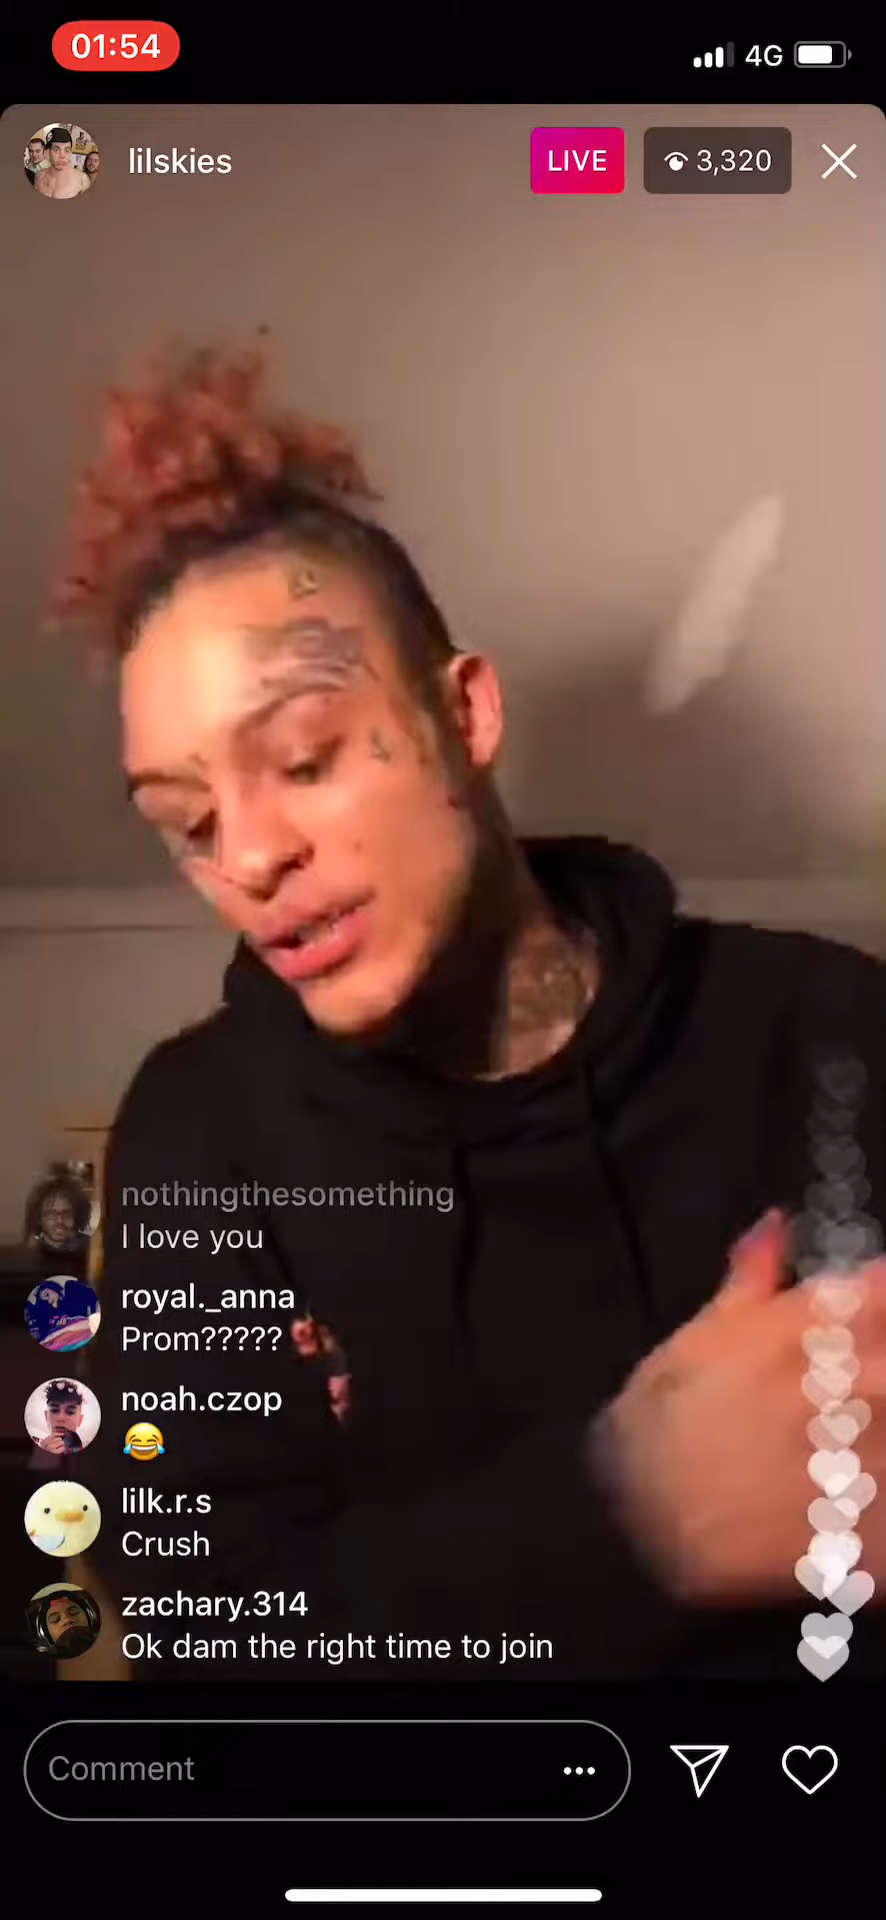 01:54
4G
lilskies
LIVE
3,320
nothingthesomething
I love you
royal._anna
Prom?????
noah.czop
😂
lilk.r.s
Crush
zachary.314
Ok dam the right time to join
Comment